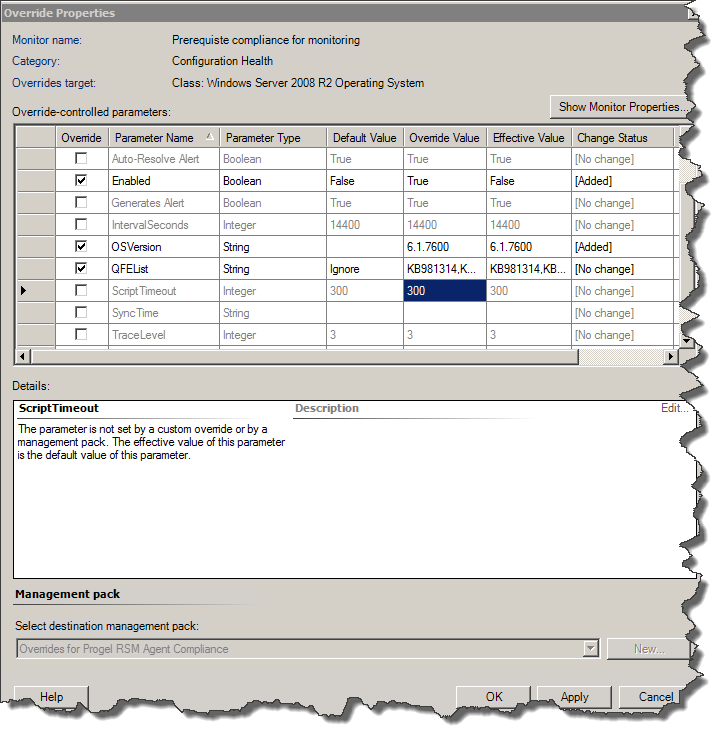 Override Properties
Monitor name: Prerequiste compliance for monitoring
Category: Configuration Health
Overrides target: Class: Windows Server 2008 R2 Operating System
Show Monitor Properties...
Override-controlled parameters:
Override Parameter Name Parameter Type Default Value Override Value Effective Value Change Status
Auto-Resolve Alert Boolean True True True [No change]
Enabled Boolean False True False [Added]
Generates Alert Boolean True True True [No change]
IntervalSeconds Integer 14400 14400 14400 [No change]
OSVersion String 6.1.7600 6.1.7600 [Added]
QFEList String Ignore KB981314,K... KB981314,KB... [No change]
ScriptTimeout Integer 300 300 300 [No change]
SyncTime String [No change]
TraceLevel Integer 3 3 3 [No change]
Details:
ScriptTimeout Description Edit...
The parameter is not set by a custom override or by a
management pack. The effective value of this parameter
is the default value of this parameter.
Management pack
Select destination management pack:
Overrides for Progel RSM Agent Compliance New...
Help OK Apply Cancel